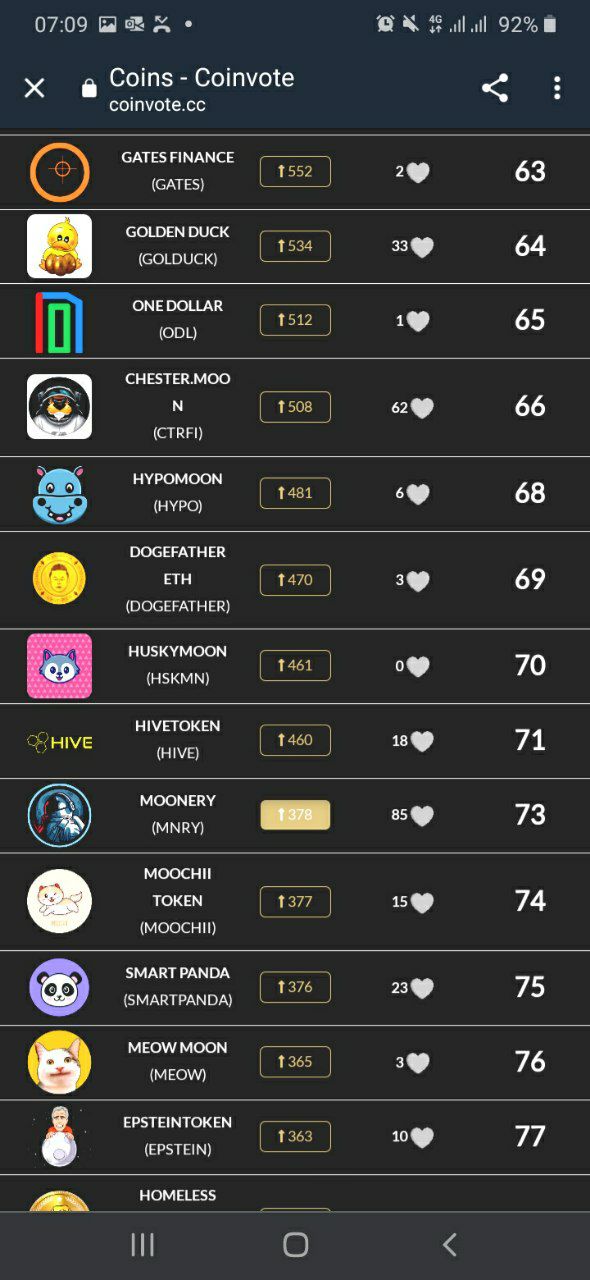 07:09
4G
92%
Coins - Coinvote
coinvote.cc
GATES FINANCE
(GATES)
↑552
2
63
GOLDEN DUCK
(GOLDUCK)
↑534
33
64
ONE DOLLAR
(ODL)
↑512
1
65
CHESTER.MOO
N
(CTRFI)
↑508
62
66
HYPOMOON
(HYPO)
↑481
6
68
DOGEFATHER
ETH
(DOGEFATHER)
↑470
3
69
HUSKYMOON
(HSKMN)
↑461
0
70
HIVE
HIVETOKEN
(HIVE)
↑460
18
71
MOONERY
(MNRY)
↑378
85
73
MOOCHII
TOKEN
(MOOCHII)
↑377
15
74
SMART PANDA
(SMARTPANDA)
↑376
23
75
MEOW MOON
(MEOW)
↑365
3
76
EPSTEINTOKEN
(EPSTEIN)
↑363
10
77
HOMELESS